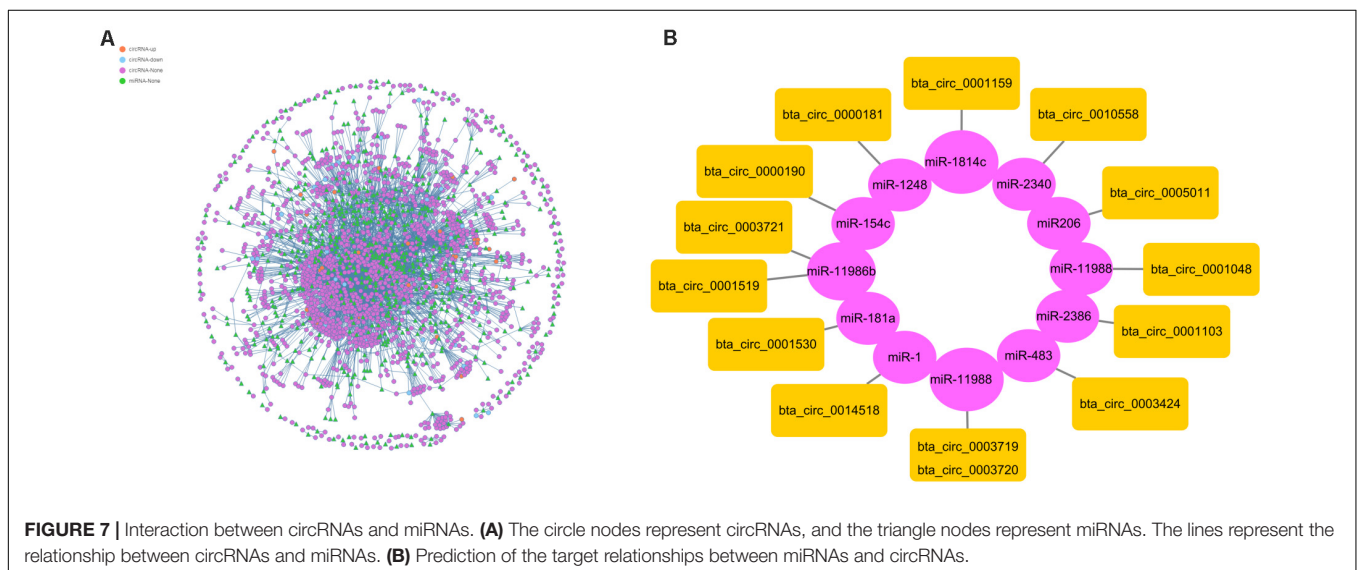 A
circRNA-up
circRNA-down
circRNA-None
miRNA-None
B
bta_circ_0001159
bta_circ_0000181
bta_circ_0010558
miR-1814c
miR-1248
miR-2340
bta_circ_0000190
bta_circ_0005011
miR-154c
miR206
bta_circ_0003721
miR-11986b
miR-11988
bta_circ_0001048
bta_circ_0001519
miR-181a
miR-2386
bta_circ_0001103
bta_circ_0001530
miR-1
miR-483
miR-11988
bta_circ_0014518
bta_circ_0003424
bta_circ_0003719
bta_circ_0003720
FIGURE 7 | Interaction between circRNAs and miRNAs. (A) The circle nodes represent circRNAs, and the triangle nodes represent miRNAs. The lines represent the
relationship between circRNAs and miRNAs. (B) Prediction of the target relationships between miRNAs and circRNAs.